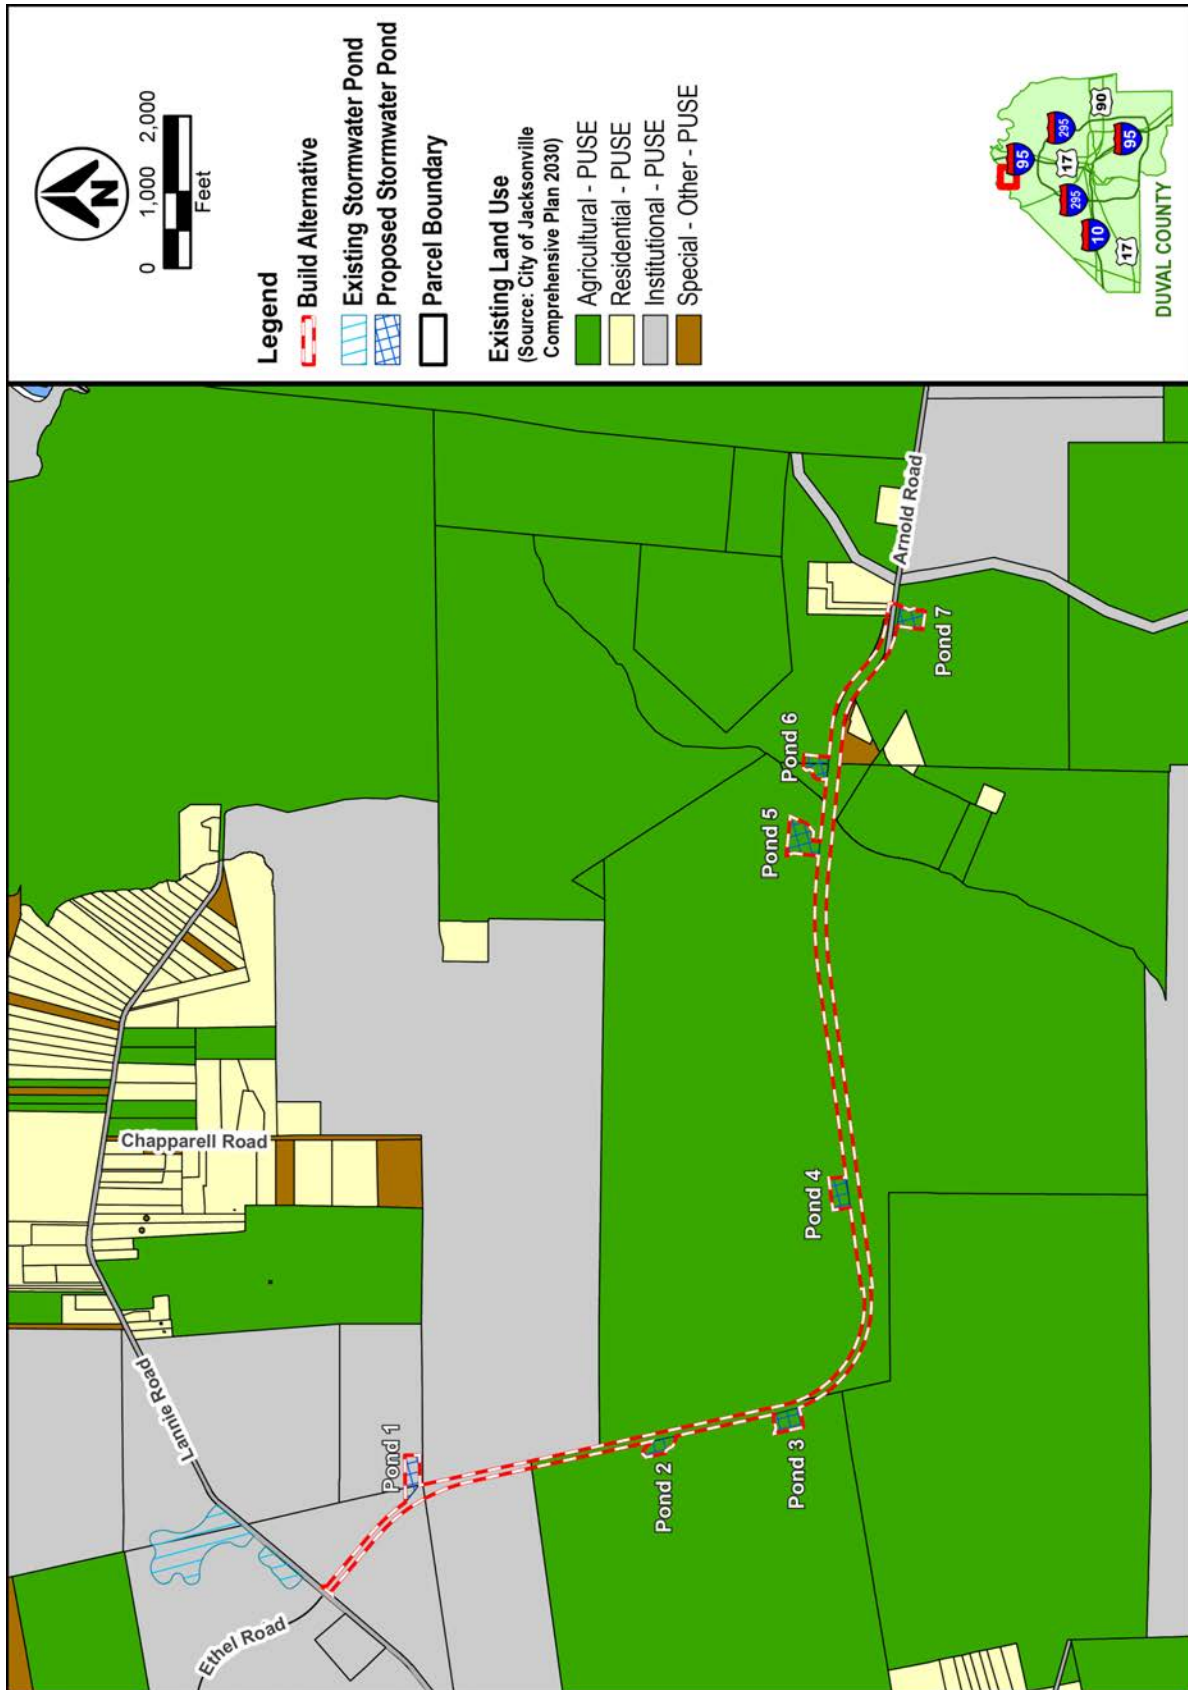 N
0 1,000 2,000
Feet
Legend
Build Alternative
Existing Stormwater Pond
Proposed Stormwater Pond
Parcel Boundary
Existing Land Use
(Source: City of Jacksonville
Comprehensive Plan 2030)
Agricultural - PUSE
Residential - PUSE
Institutional - PUSE
Special - Other - PUSE
95
295
17
90
295
95
10
17
DUVAL COUNTY
Ethel Road
Lannie Road
Chapparell Road
Arnold Road
Pond 1
Pond 2
Pond 3
Pond 4
Pond 5
Pond 6
Pond 7